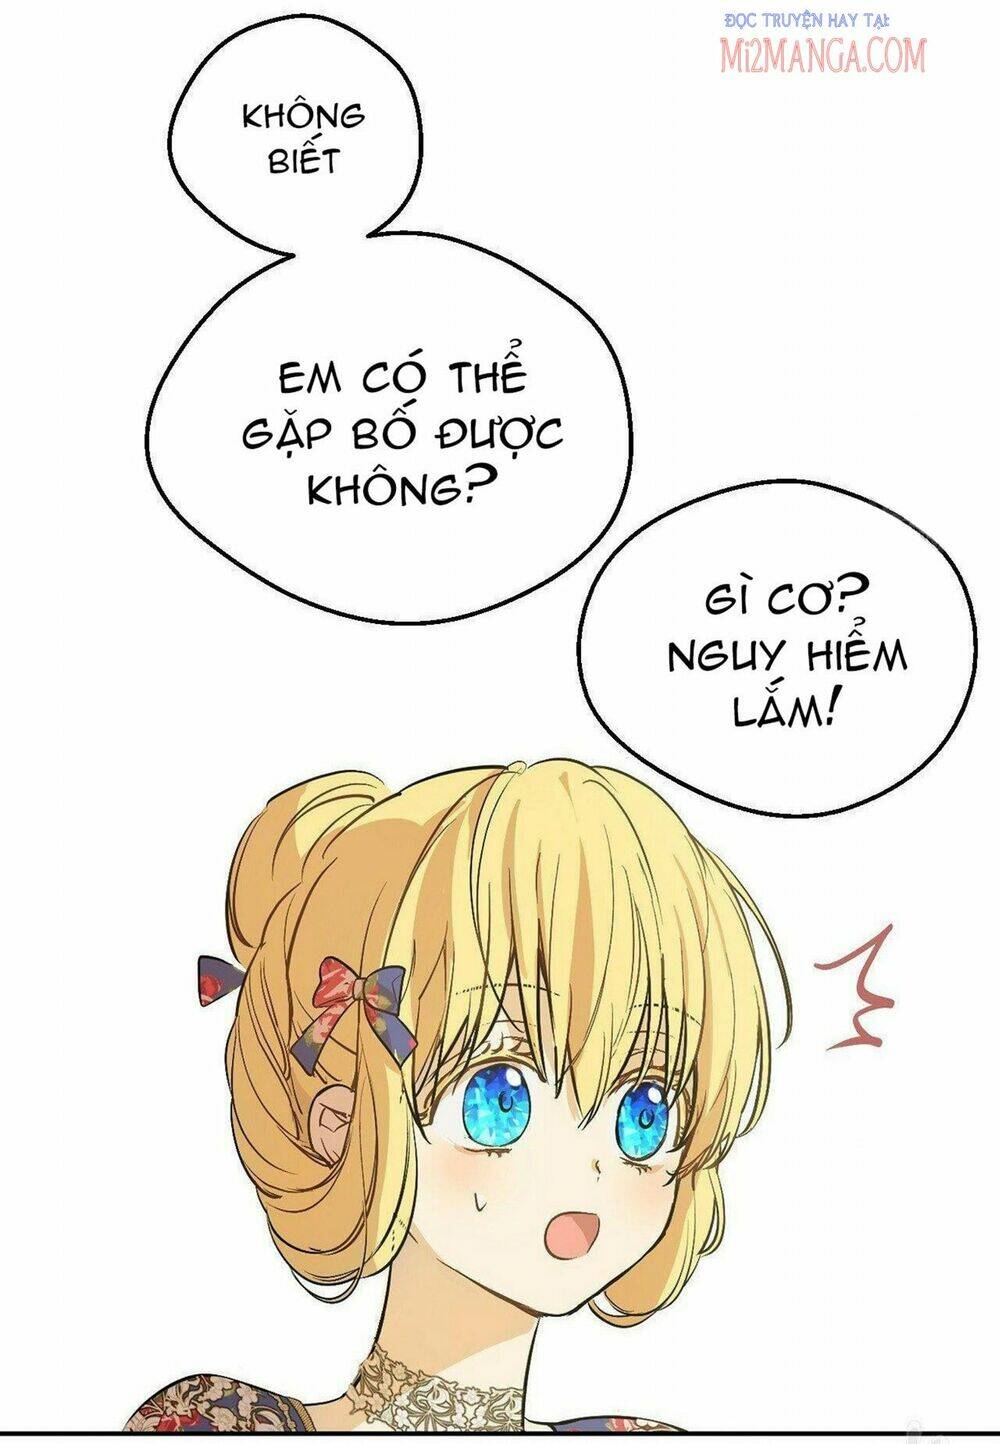 ĐỌC TRUYỆN HAY TẠI:
MI2MANGA.COM
KHÔNG
BIẾT
EM CÓ THỂ
GẶP BỐ ĐƯỢC
KHÔNG?
GÌ CƠ?
NGUY HIỂM
LẮM!